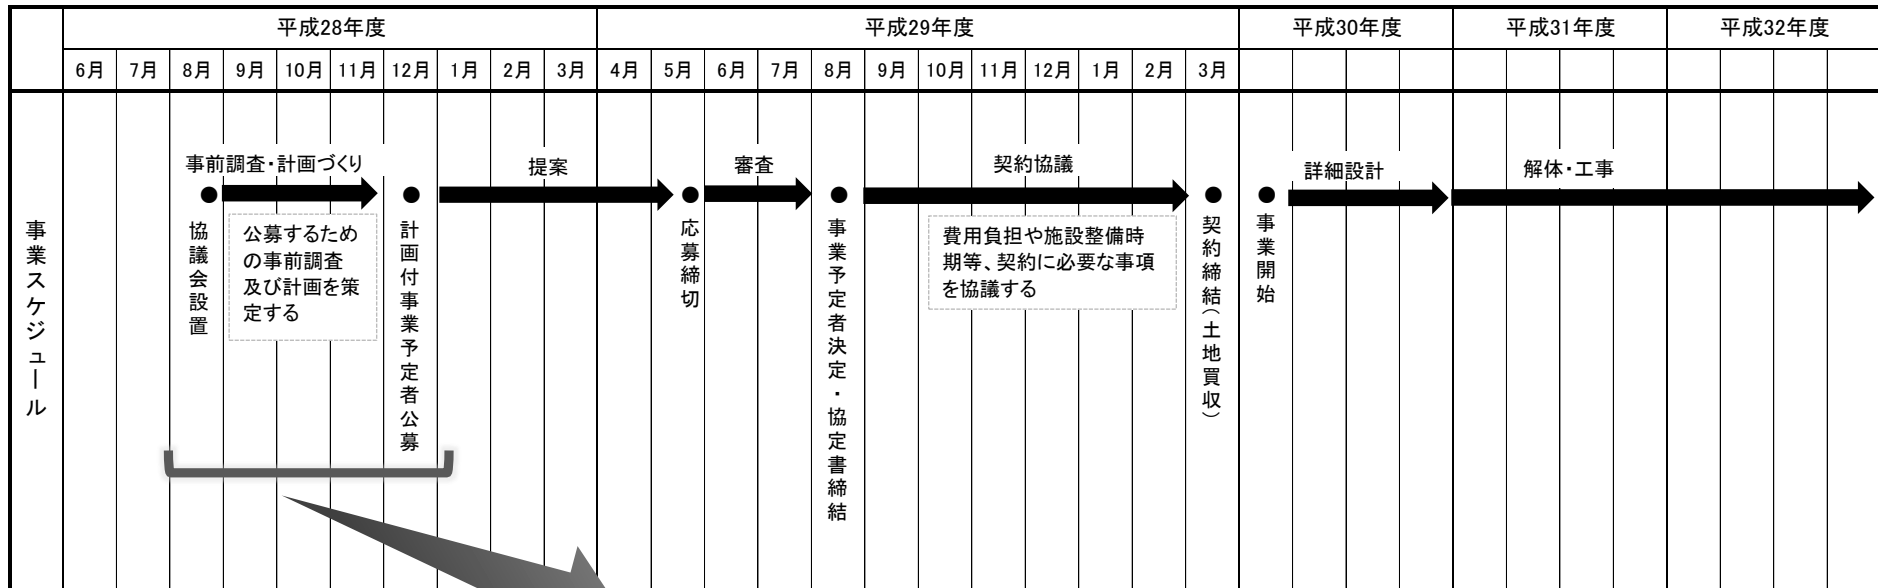 平成28年度
平成29年度
平成30年度
平成31年度
平成32年度
6月
7月
8月
9月
10月
11月
12月
1月
2月
3月
4月
5月
6月
7月
8月
9月
10月
11月
12月
1月
2月
3月
事業スケジュール
事前調査・計画づくり
提案
審査
契約協議
詳細設計
解体・工事
協議会設置
公募するため
の事前調査
及び計画を策
定する
計画付事業予定者公募
応募締切
事業予定者決定・協定書締結
費用負担や施設整備時
期等、契約に必要な事項
を協議する
契約締結(土地買収)
事業開始